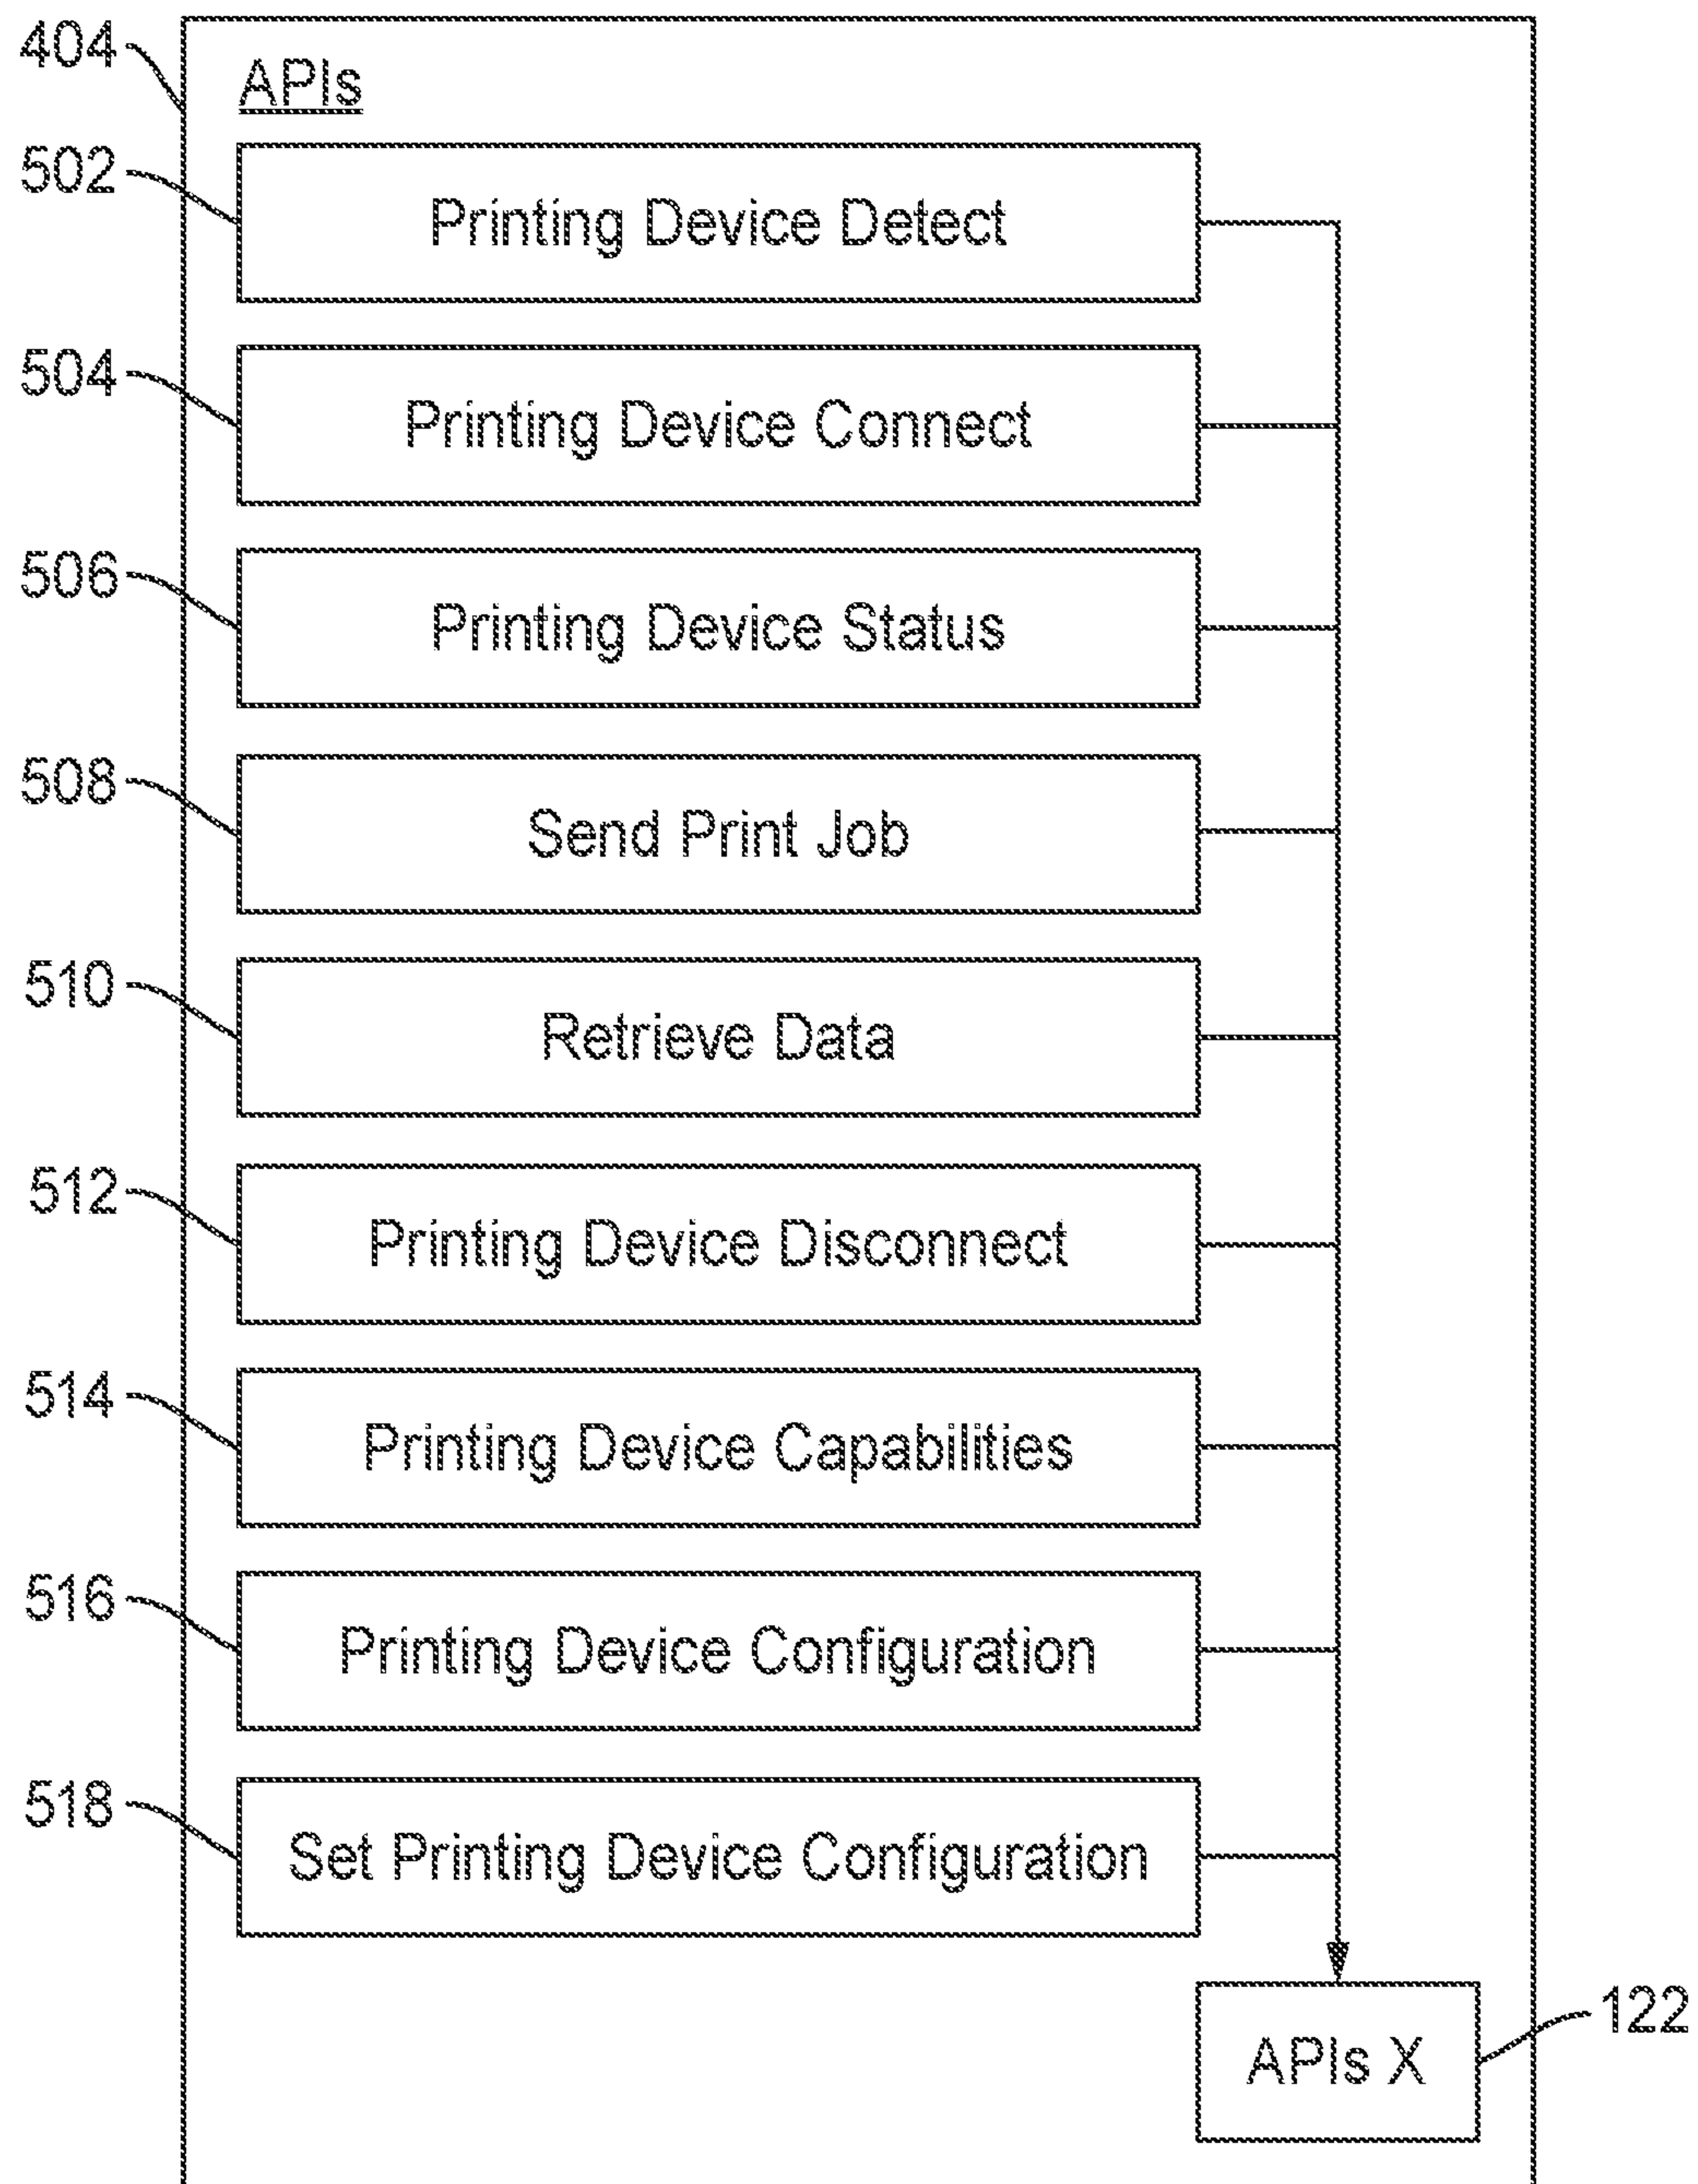 404
APIs
502
Printing Device Detect
504
Printing Device Connect
506
Printing Device Status
508
Send Print Job
510
Retrieve Data
512
Printing Device Disconnect
514
Printing Device Capabilities
516
Printing Device Configuration
518
Set Printing Device Configuration
122
APIs X